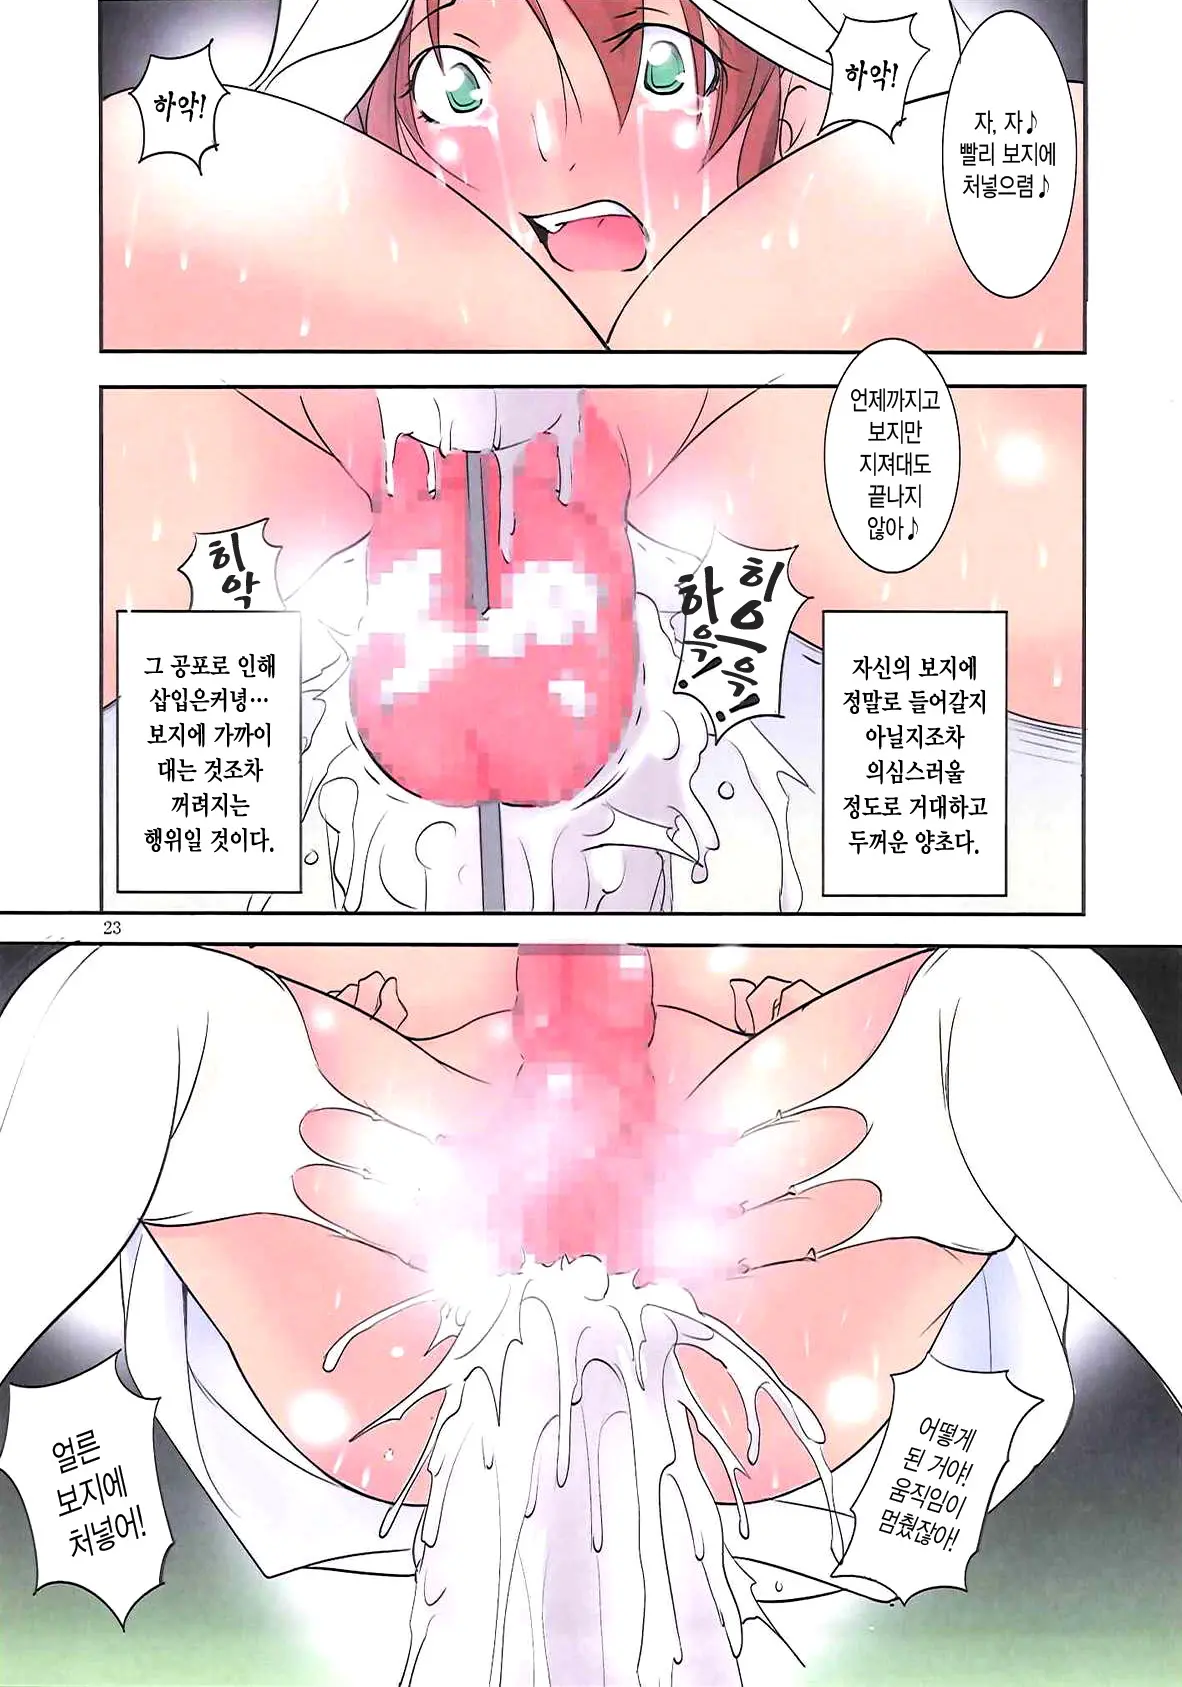 자, 자♪
빨리 보지에
처넣으렴♪
하악!
하악!
언제까지고
보지만
지져대도
끝나지
않아♪
히으윽!
하윽!
히악
자신의 보지에
정말로 들어갈지
아닐지조차
의심스러울
정도로 거대하고
두꺼운 양초다.
그 공포로 인해
삽입은커녕…
보지에 가까이
대는 것조차
꺼려지는
행위일 것이다.
23
어떻게
된 거야!
움직임이
멈췄잖아!
얼른
보지에
처넣어!